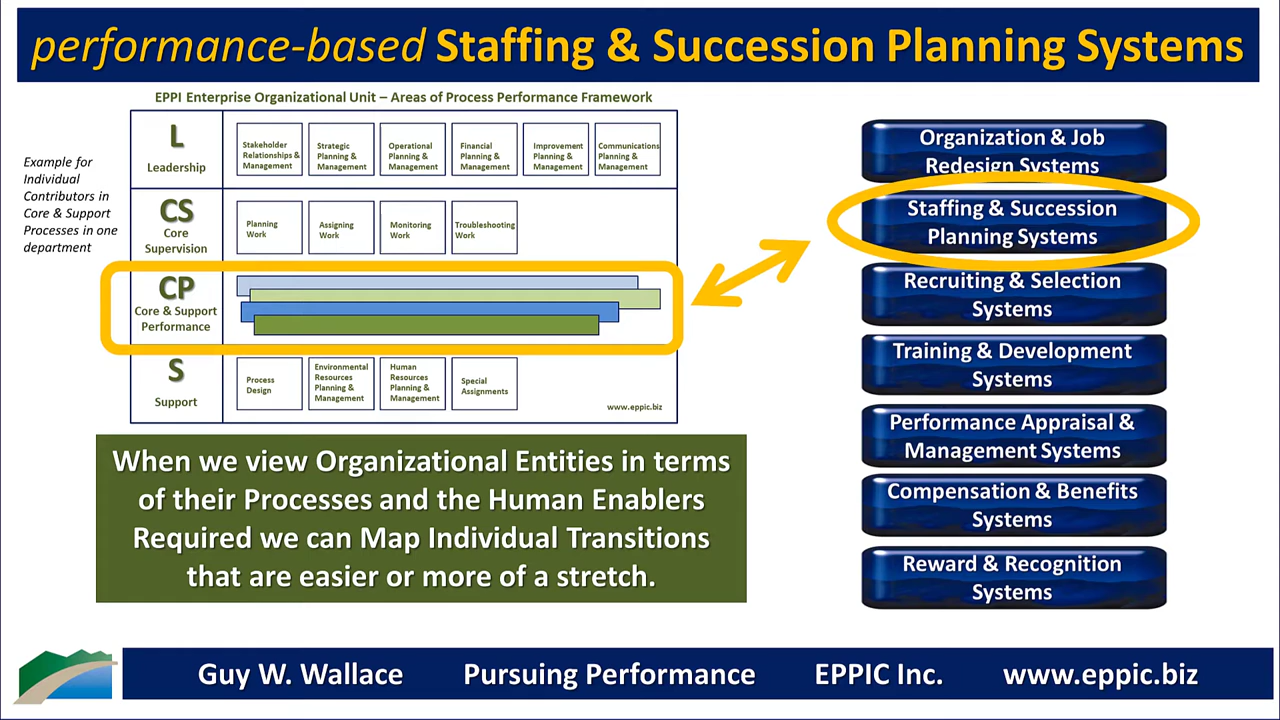 performance-based Staffing & Succession Planning Systems
EPPI Enterprise Organizational Unit – Areas of Process Performance Framework
Example for
Individual
Contributors in
Core & Support
Processes in one
department
L
Leadership
Stakeholder
Relationships &
Management
Strategic
Planning &
Management
Operational
Planning &
Management
Financial
Planning &
Management
Improvement
Planning &
Management
Communications
Planning &
Management
CS
Core
Supervision
Planning
Work
Assigning
Work
Monitoring
Work
Troubleshooting
Work
CP
Core & Support
Performance
S
Support
Process
Design
Environmental
Resources
Planning &
Management
Human
Resources
Planning &
Management
Special
Assignments
www.eppic.biz
When we view Organizational Entities in terms
of their Processes and the Human Enablers
Required we can Map Individual Transitions
that are easier or more of a stretch.
Organization & Job
Redesign Systems
Staffing & Succession
Planning Systems
Recruiting & Selection
Systems
Training & Development
Systems
Performance Appraisal &
Management Systems
Compensation & Benefits
Systems
Reward & Recognition
Systems
Guy W. Wallace Pursuing Performance EPPIC Inc. www.eppic.biz